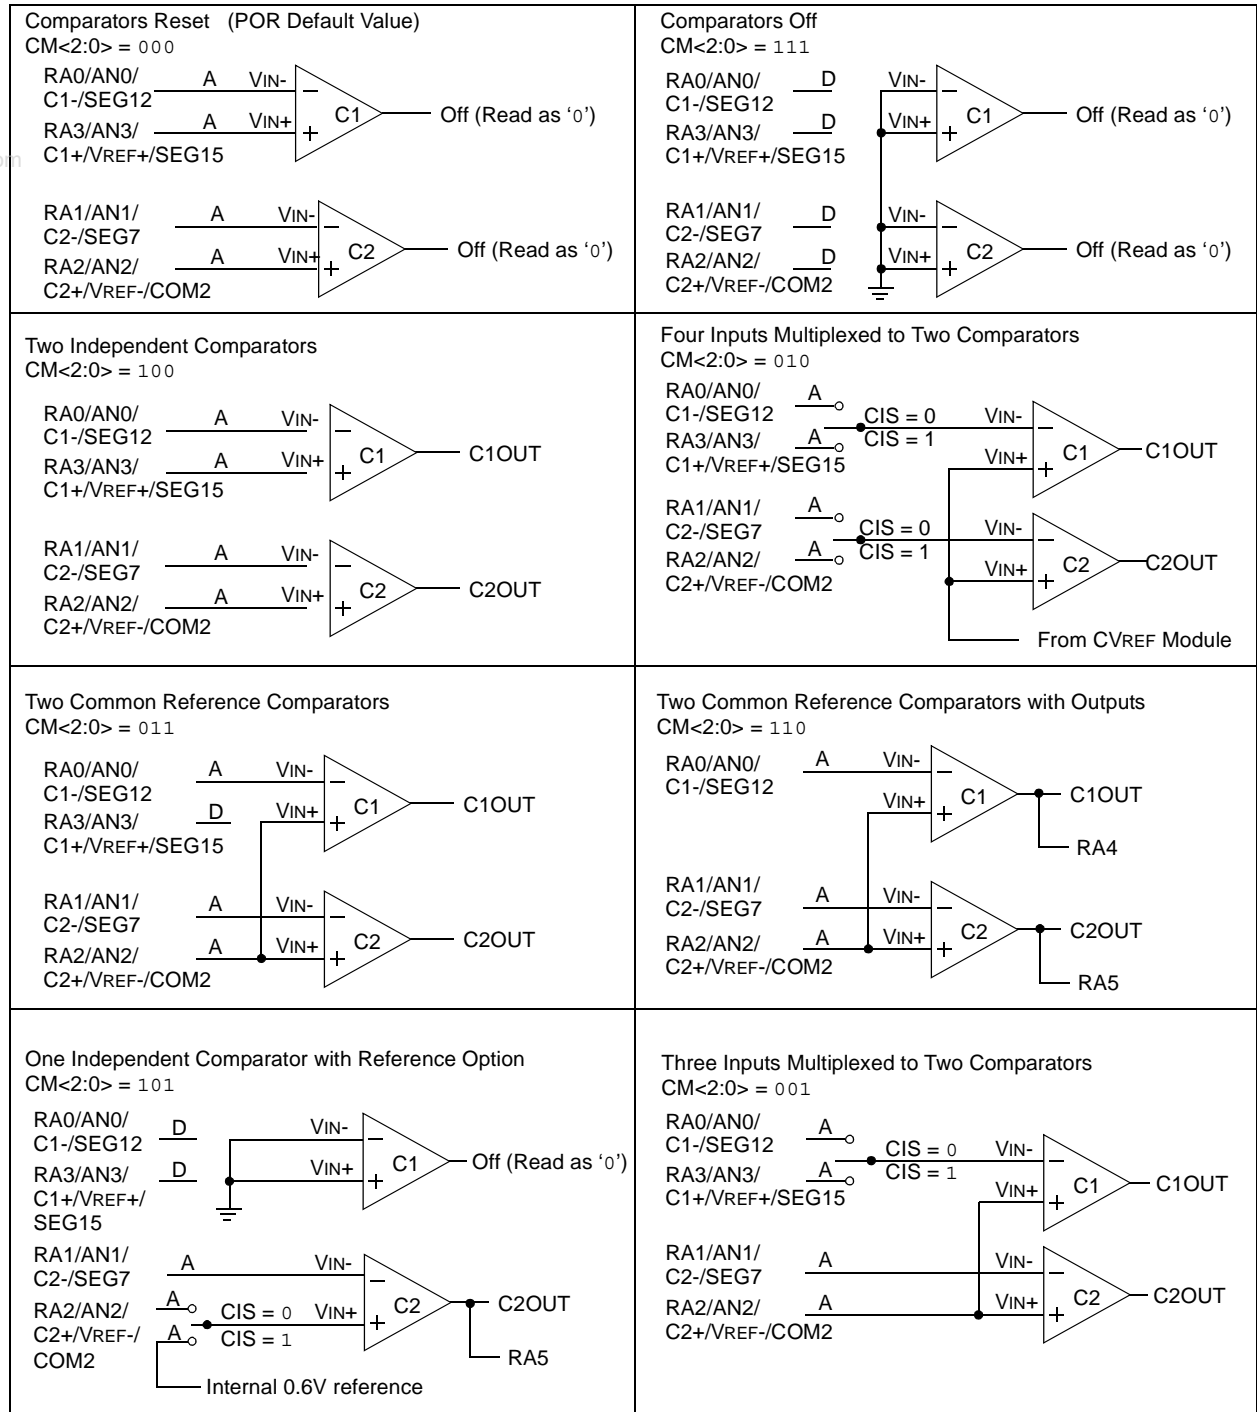 Comparators Reset (POR Default Value)
CM<2:0> = 000
RA0/AN0/
C1-/SEG12
A
VIN-
RA3/AN3/
C1+/VREF+/SEG15
A
VIN+
C1
Off (Read as ‘0’)
RA1/AN1/
C2-/SEG7
A
VIN-
RA2/AN2/
C2+/VREF-/COM2
A
VIN+
C2
Off (Read as ‘0’)
Comparators Off
CM<2:0> = 111
RA0/AN0/
C1-/SEG12
D
VIN-
RA3/AN3/
C1+/VREF+/SEG15
D
VIN+
C1
Off (Read as ‘0’)
RA1/AN1/
C2-/SEG7
D
VIN-
RA2/AN2/
C2+/VREF-/COM2
D
VIN+
C2
Off (Read as ‘0’)
Two Independent Comparators
CM<2:0> = 100
RA0/AN0/
C1-/SEG12
A
VIN-
RA3/AN3/
C1+/VREF+/SEG15
A
VIN+
C1
C1OUT
RA1/AN1/
C2-/SEG7
A
VIN-
RA2/AN2/
C2+/VREF-/COM2
A
VIN+
C2
C2OUT
Four Inputs Multiplexed to Two Comparators
CM<2:0> = 010
RA0/AN0/
C1-/SEG12
A
CIS = 0
VIN-
RA3/AN3/
C1+/VREF+/SEG15
A
CIS = 1
VIN+
C1
C1OUT
RA1/AN1/
C2-/SEG7
A
CIS = 0
VIN-
RA2/AN2/
C2+/VREF-/COM2
A
CIS = 1
VIN+
C2
C2OUT
From CVREF Module
Two Common Reference Comparators
CM<2:0> = 011
RA0/AN0/
C1-/SEG12
A
VIN-
RA3/AN3/
C1+/VREF+/SEG15
D
VIN+
C1
C1OUT
RA1/AN1/
C2-/SEG7
A
VIN-
RA2/AN2/
C2+/VREF-/COM2
A
VIN+
C2
C2OUT
Two Common Reference Comparators with Outputs
CM<2:0> = 110
RA0/AN0/
C1-/SEG12
A
VIN-
VIN+
C1
C1OUT
RA4
RA1/AN1/
C2-/SEG7
A
VIN-
RA2/AN2/
C2+/VREF-/COM2
A
VIN+
C2
C2OUT
RA5
One Independent Comparator with Reference Option
CM<2:0> = 101
RA0/AN0/
C1-/SEG12
D
VIN-
RA3/AN3/
C1+/VREF+/
SEG15
D
VIN+
C1
Off (Read as ‘0’)
RA1/AN1/
C2-/SEG7
A
VIN-
RA2/AN2/
C2+/VREF-/
COM2
A
A
CIS = 0
CIS = 1
VIN+
C2
C2OUT
RA5
Internal 0.6V reference
Three Inputs Multiplexed to Two Comparators
CM<2:0> = 001
RA0/AN0/
C1-/SEG12
A
CIS = 0
VIN-
RA3/AN3/
C1+/VREF+/SEG15
A
CIS = 1
VIN+
C1
C1OUT
RA1/AN1/
C2-/SEG7
A
VIN-
RA2/AN2/
C2+/VREF-/COM2
A
VIN+
C2
C2OUT